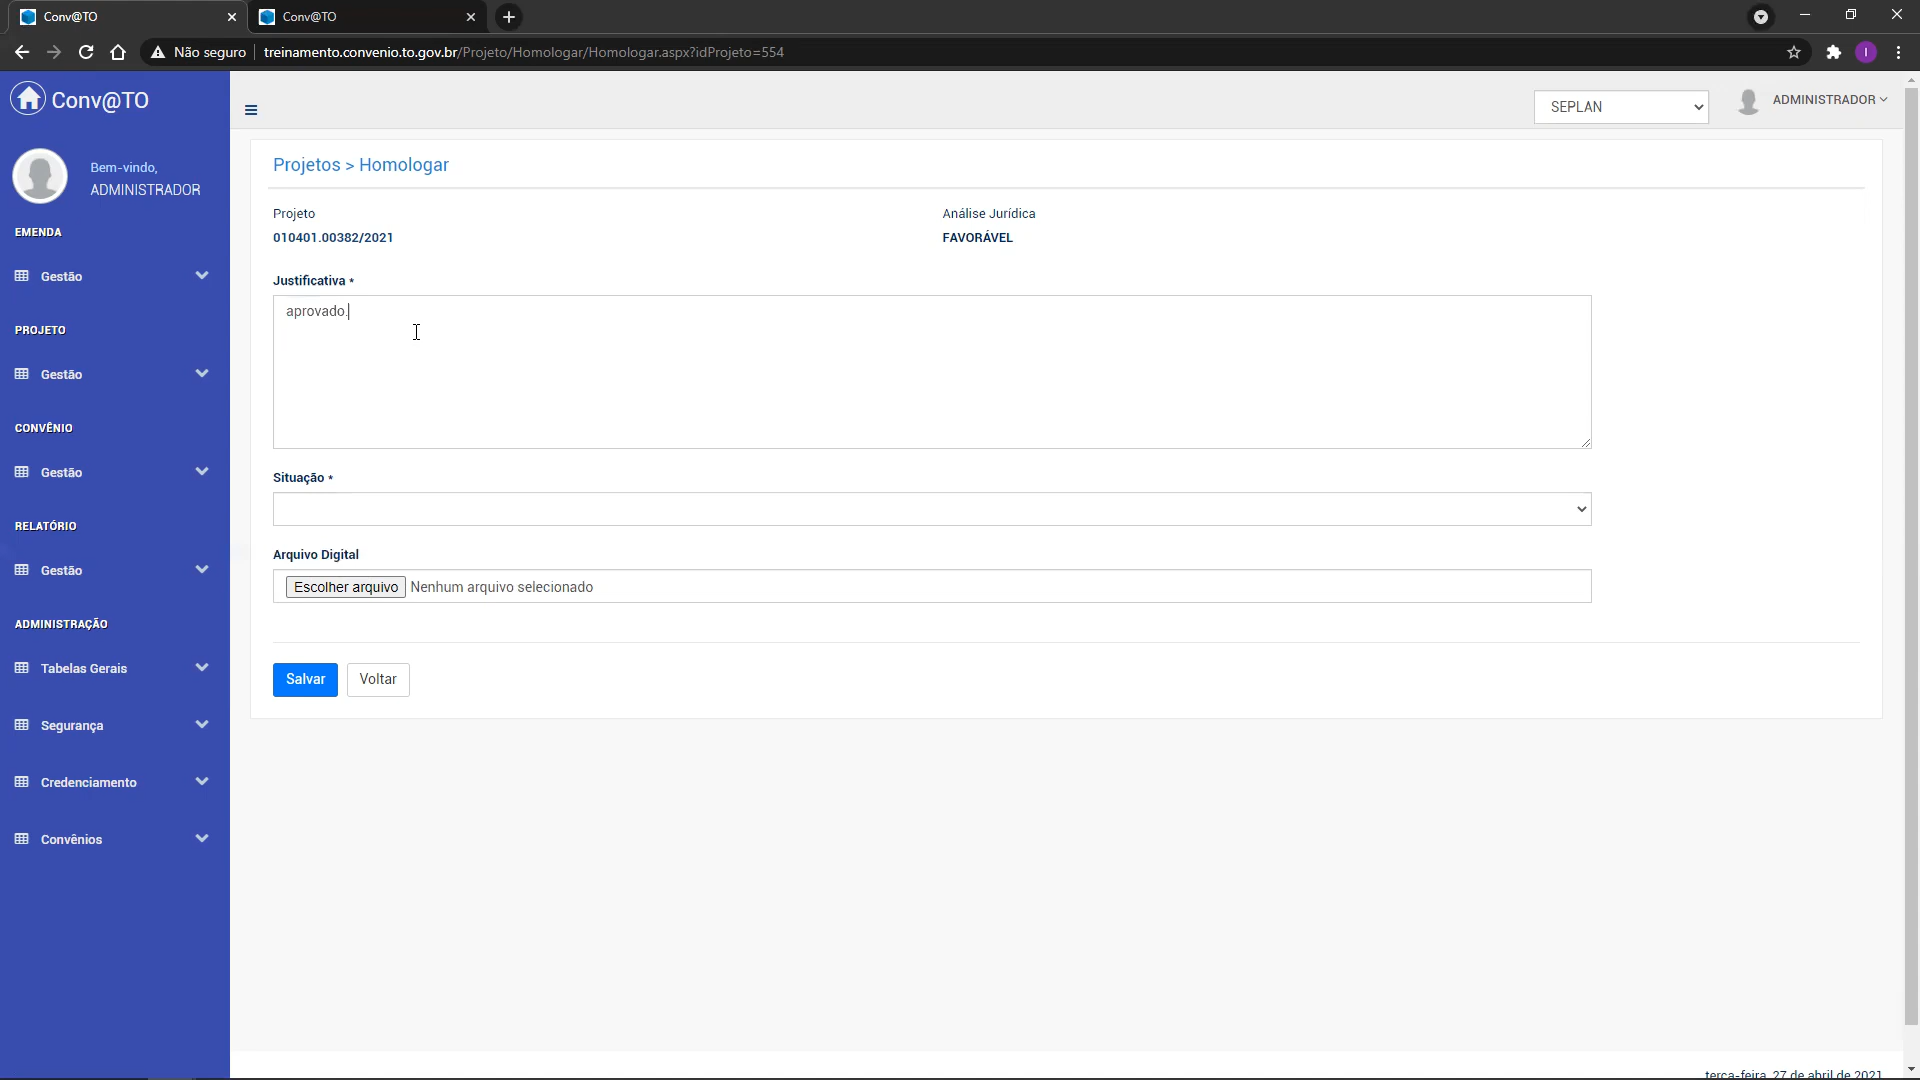 Conv@TO
Conv@TO
Não seguro
treinamento.convenio.to.gov.br/Projeto/Homologar/Homologar.aspx?idProjeto=554
I
Conv@TO
SEPLAN
ADMINISTRADOR
Bem-vindo,
ADMINISTRADOR
EMENDA
Gestão
PROJETO
Gestão
CONVÊNIO
Gestão
RELATÓRIO
Gestão
ADMINISTRAÇÃO
Tabelas Gerais
Segurança
Credenciamento
Convênios
Projetos > Homologar
Projeto
010401.00382/2021
Análise Jurídica
FAVORÁVEL
Justificativa *
aprovado.
Situação *
Arquivo Digital
Escolher arquivo Nenhum arquivo selecionado
Salvar
Voltar
terça-feira, 27 de abril de 2021